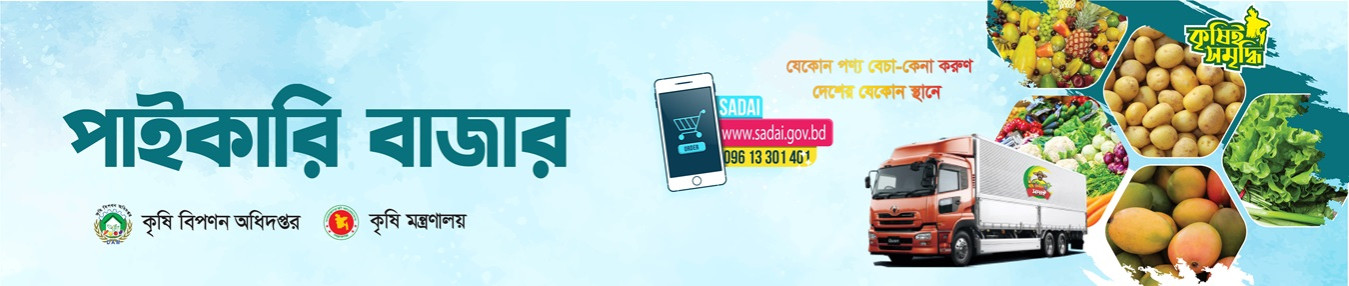 পাইকারি বাজার
কৃষি বিপণন অধিদপ্তর
কৃষি মন্ত্রণালয়
যেকোন পণ্য বেচা-কেনা করুণ
দেশের যেকোন স্থানে
SADAI
www.sadai.gov.bd
096 13 301 401
ORDER
কৃষিই
সমৃদ্ধি